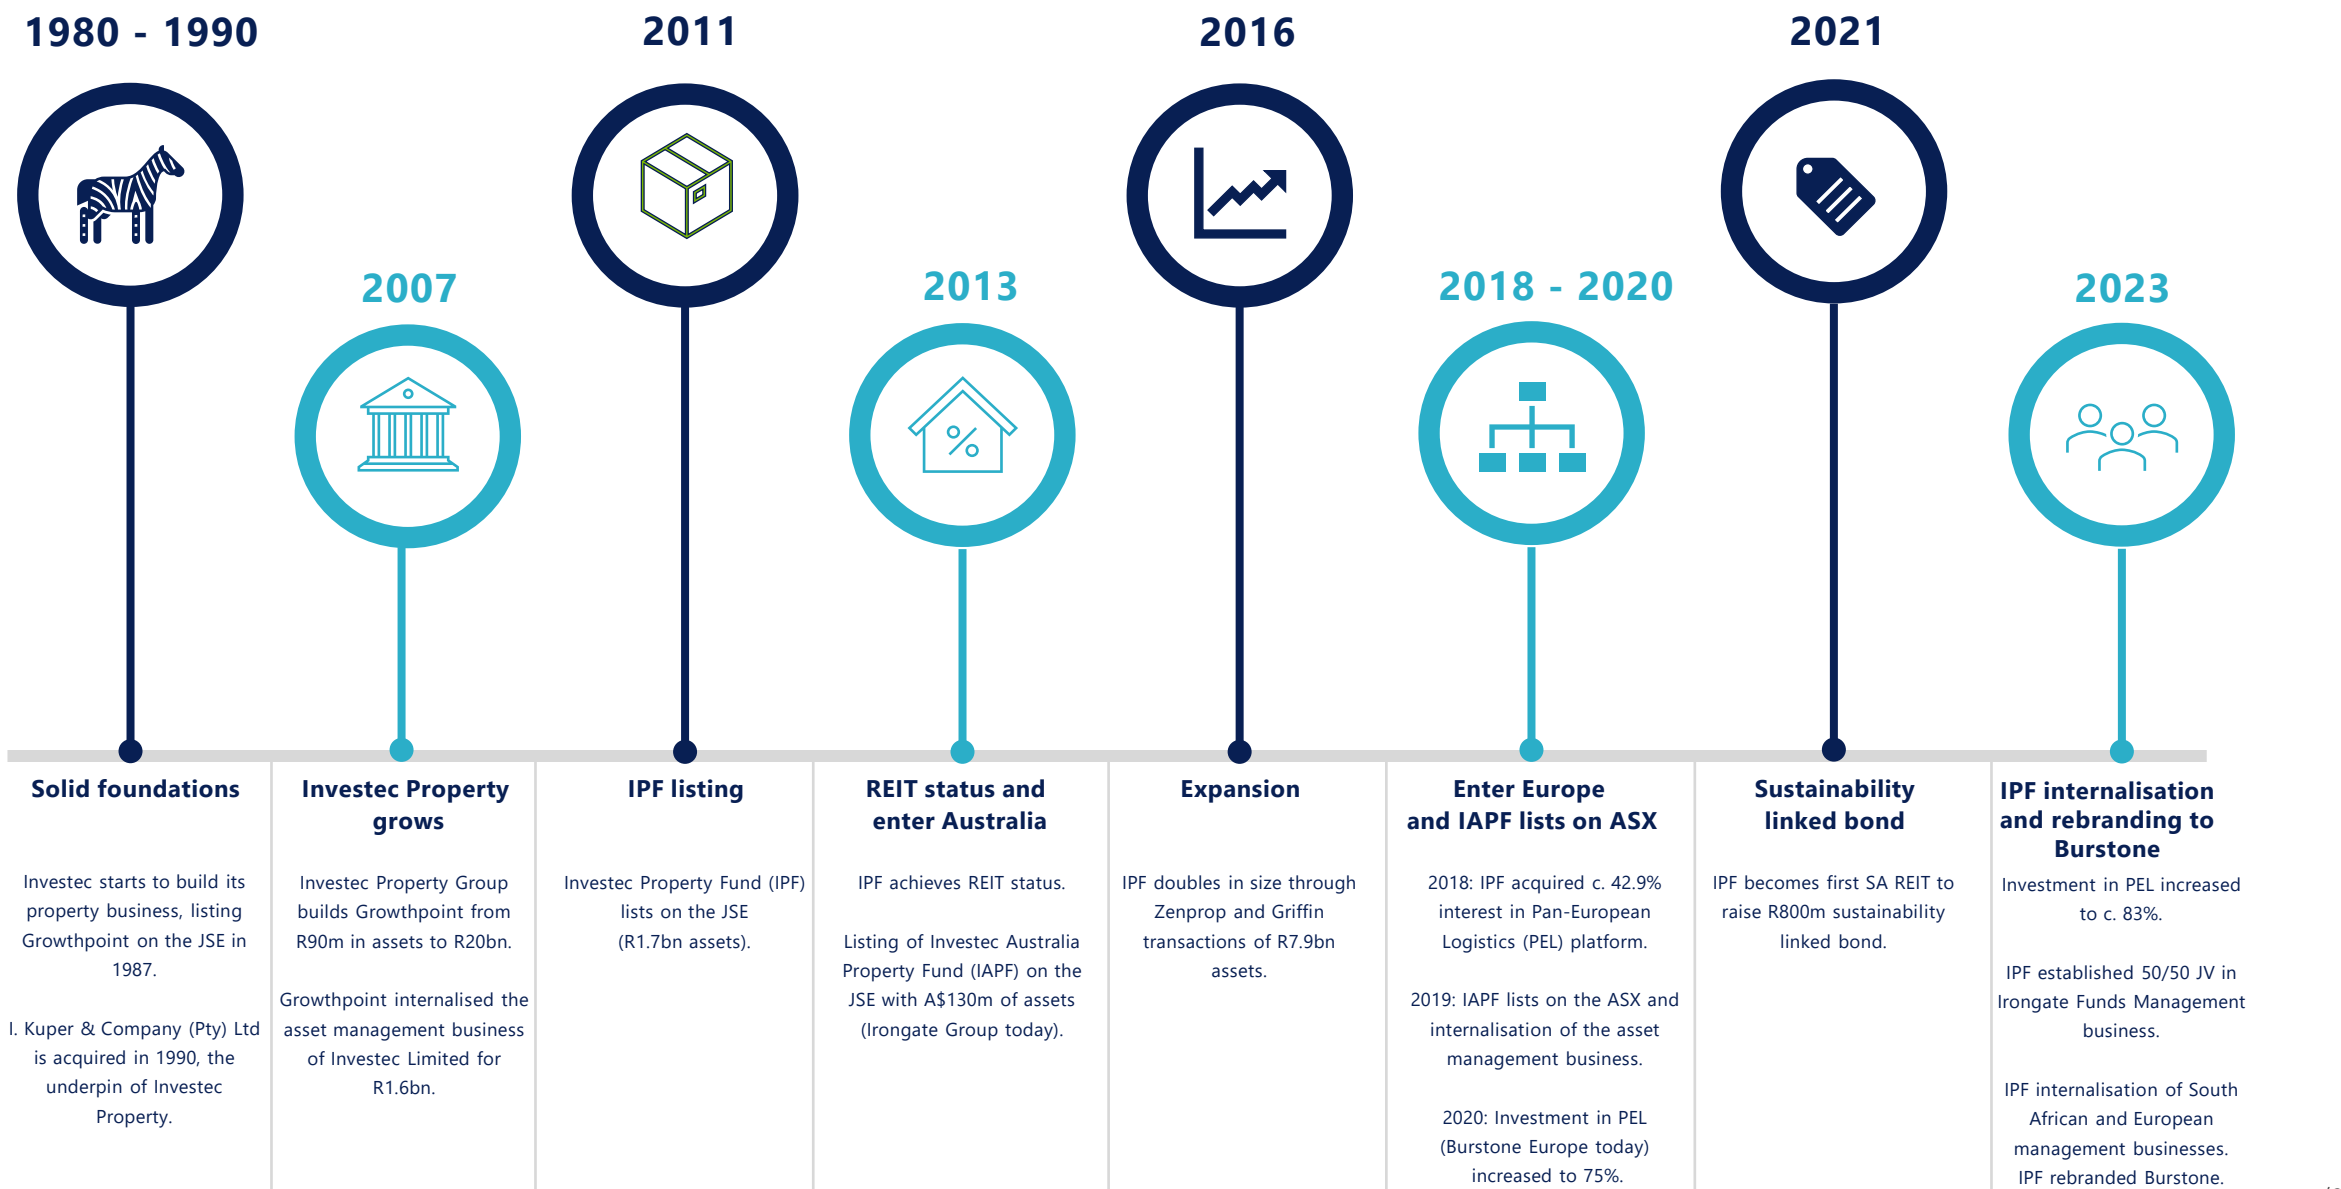 1980 - 1990
Solid foundations
Investec starts to build its
property business, listing
Growthpoint on the JSE in
1987.
I. Kuper & Company (Pty) Ltd
is acquired in 1990, the
underpin of Investec
Property.
2007
Investec Property
grows
Investec Property Group
builds Growthpoint from
R90m in assets to R20bn.
Growthpoint internalised the
asset management business
of Investec Limited for
R1.6bn.
2011
IPF listing
Investec Property Fund (IPF)
lists on the JSE
(R1.7bn assets).
2013
%
REIT status and
enter Australia
IPF achieves REIT status.
Listing of Investec Australia
Property Fund (IAPF) on the
JSE with A$130m of assets
(Irongate Group today).
2016
Expansion
IPF doubles in size through
Zenprop and Griffin
transactions of R7.9bn
assets.
2018 - 2020
Enter Europe
and IAPF lists on ASX
2018: IPF acquired c. 42.9%
interest in Pan-European
Logistics (PEL) platform.
2019: IAPF lists on the ASX and
internalisation of the asset
management business.
2020: Investment in PEL
(Burstone Europe today)
increased to 75%.
2021
Sustainability
linked bond
IPF becomes first SA REIT to
raise R800m sustainability
linked bond.
2023
IPF internalisation
and rebranding to
Burstone
Investment in PEL increased
to c. 83%.
IPF established 50/50 JV in
Irongate Funds Management
business.
IPF internalisation of South
African and European
management businesses.
IPF rebranded Burstone.